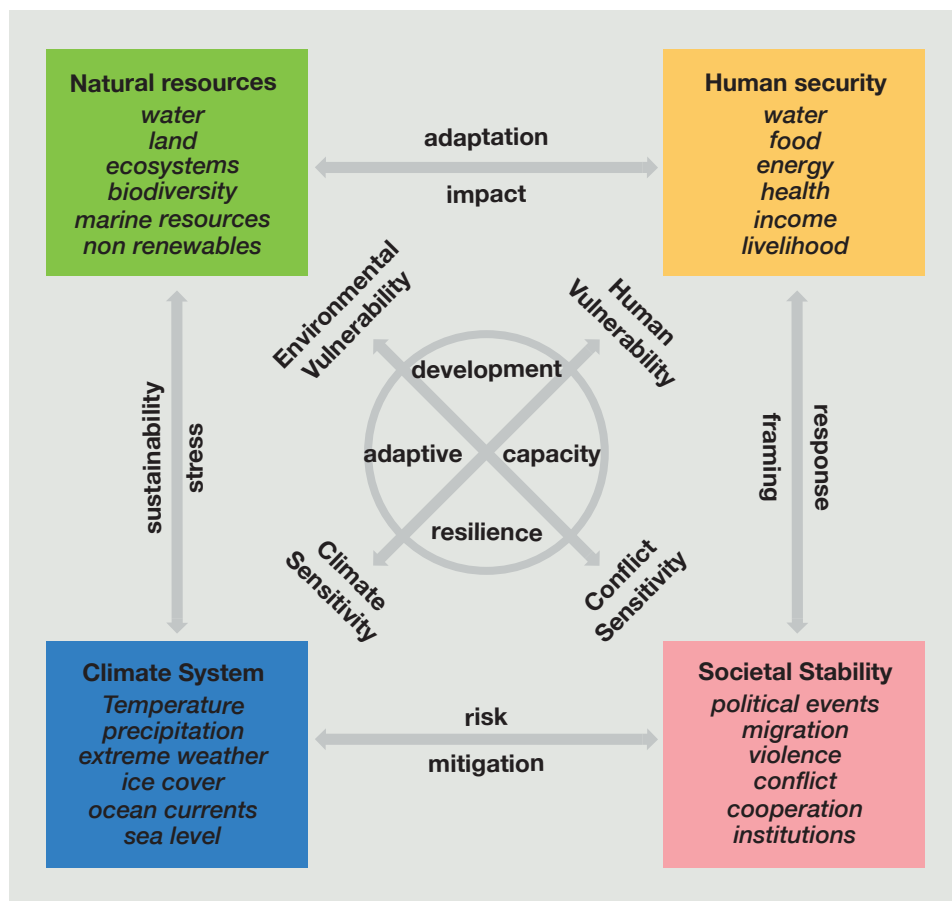 Natural resources
water
land
ecosystems
biodiversity
marine resources
non renewables
adaptation
impact
Human security
water
food
energy
health
income
livelihood
Environmental
Vulnerability
Human
Vulnerability
sustainability
stress
development
adaptive capacity
resilience
framing
response
Climate
Sensitivity
Conflict
Sensitivity
Climate System
Temperature
precipitation
extreme weather
ice cover
ocean currents
sea level
risk
mitigation
Societal Stability
political events
migration
violence
conflict
cooperation
institutions